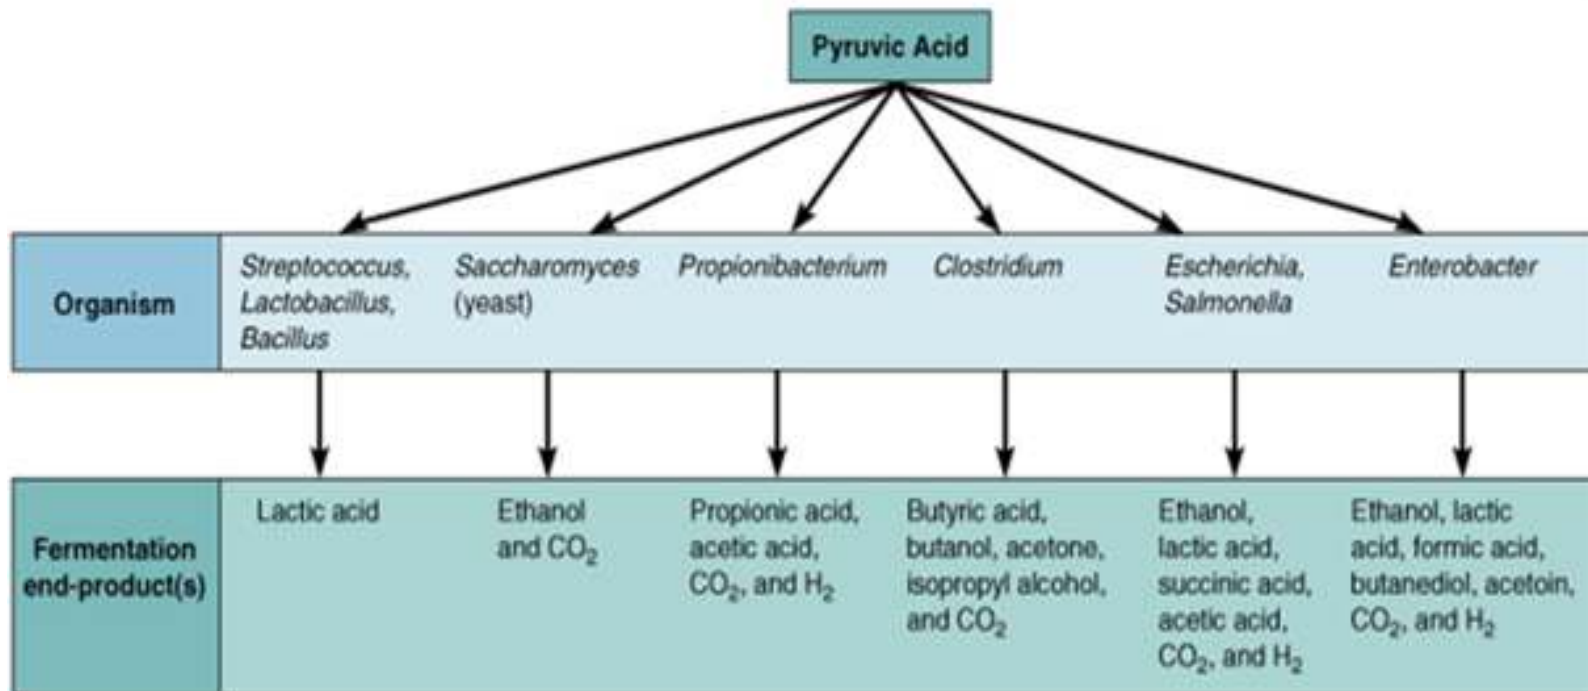 Pyruvic Acid
Organism
Streptococcus,
Lactobacillus,
Bacillus
Saccharomyces
(yeast)
Propionibacterium
Clostridium
Escherichia,
Salmonella
Enterobacter
Fermentation
end-product(s)
Lactic acid
Ethanol
and CO₂
Propionic acid,
acetic acid,
CO₂, and H₂
Butyric acid,
butanol, acetone,
isopropyl alcohol,
and CO₂
Ethanol,
lactic acid,
succinic acid,
acetic acid,
CO₂, and H₂
Ethanol, lactic
acid, formic acid,
butanediol, acetoin,
CO₂, and H₂